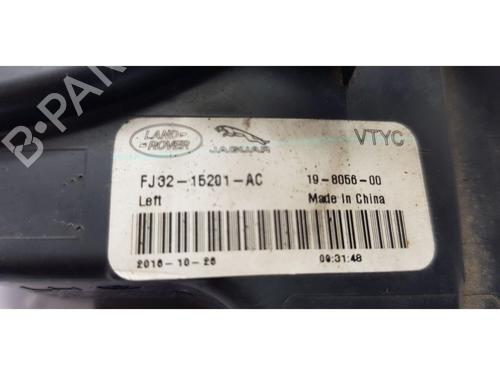 B-PARTS
LAND ROVER
JAGUAR
VTYC
FJ32-15201-AC
19-8056-00
Left
Made in China
2016-10-26
09:31:48